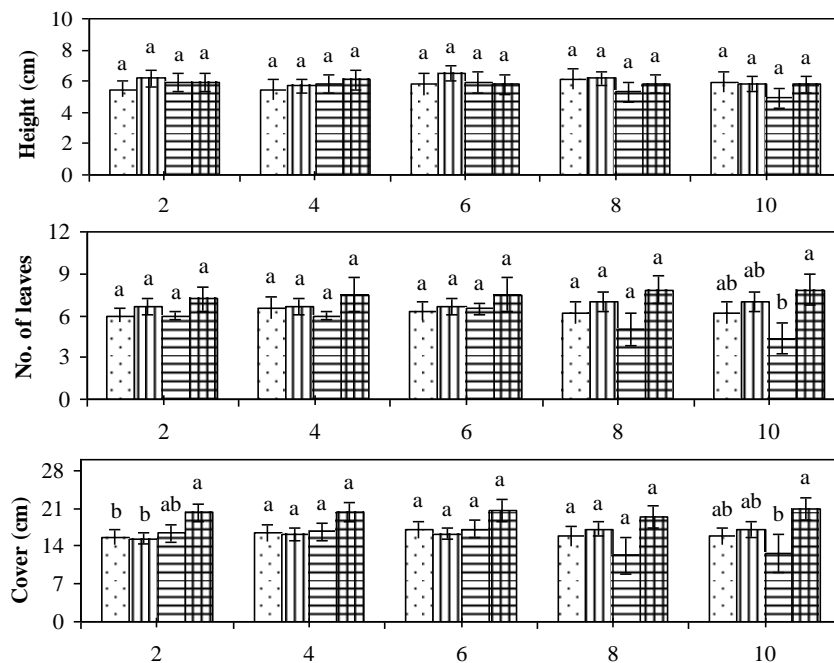 10
8
6
4
2
0
Height (cm)
a a a a a a a a a a a a a a a a a a a a
2 4 6 8 10
12
9
6
3
0
No. of leaves
a a a a a a a a a a a a a a a a ab ab b a
2 4 6 8 10
28
21
14
7
0
Cover (cm)
b b ab a a a a a a a a a a a a a ab ab b a
2 4 6 8 10